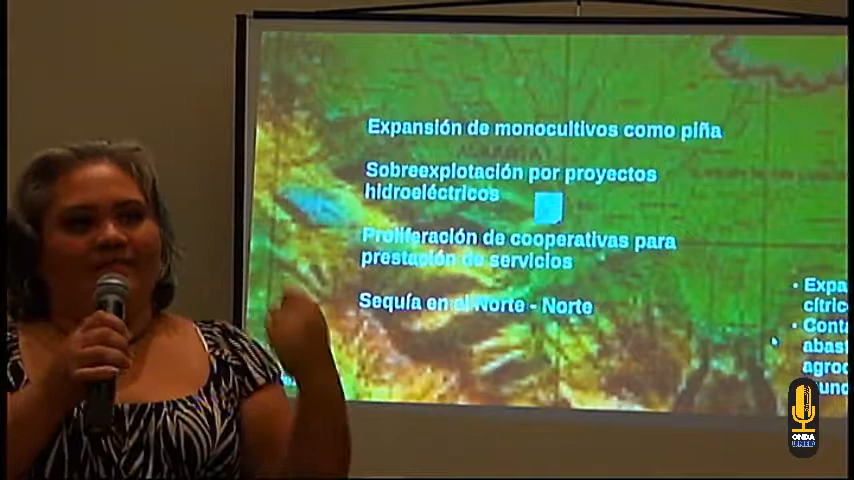 Expansión de monocultivos como piña
Sobreexplotación por proyectos
hidroeléctricos
Proliferación de cooperativas para
prestación de servicios
Sequía en el Norte - Norte
• Expa
cítric
• Conta
abast
agroq
ONDA
UNED